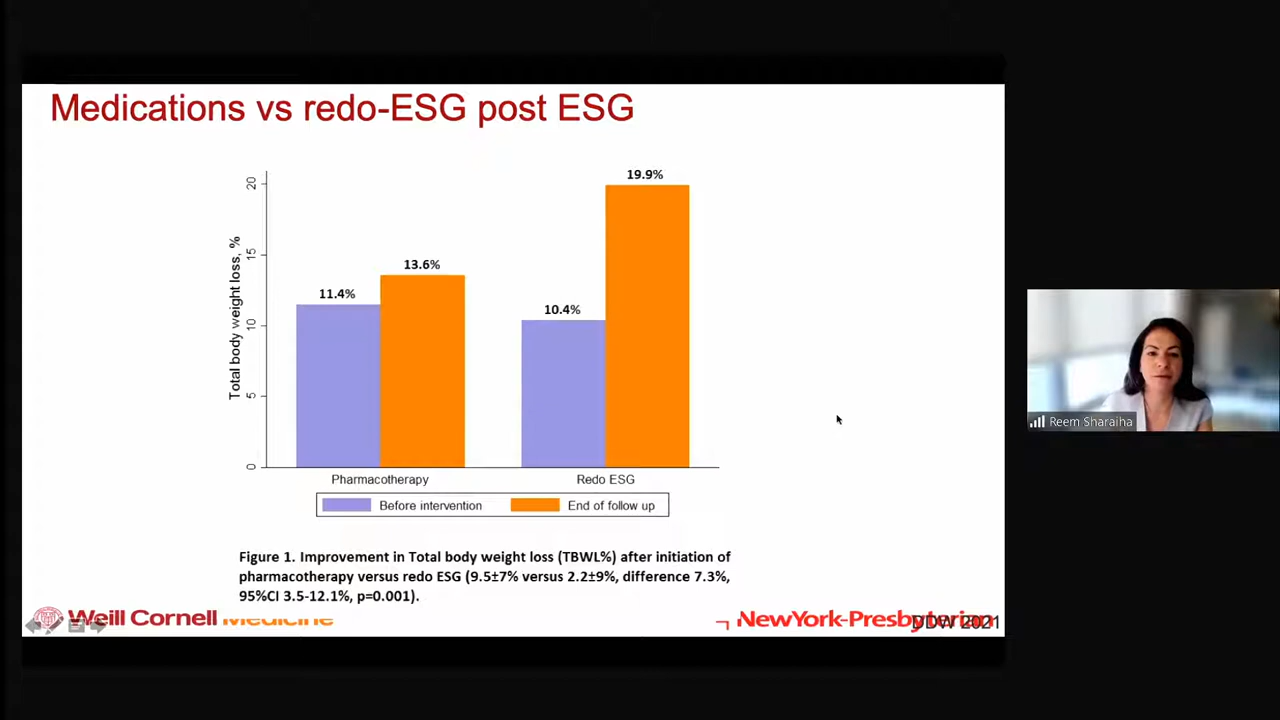 Medications vs redo-ESG post ESG
20
15
10
5
0
Total body weight loss, %
11.4%
13.6%
10.4%
19.9%
Pharmacotherapy
Redo ESG
Before intervention
End of follow up
Figure 1. Improvement in Total body weight loss (TBWL%) after initiation of
pharmacotherapy versus redo ESG (9.5±7% versus 2.2±9%, difference 7.3%,
95%CI 3.5-12.1%, p=0.001).
Weill Cornell Medicine
NewYork-Presbyterian
DDW 2021
Reem Sharaiha